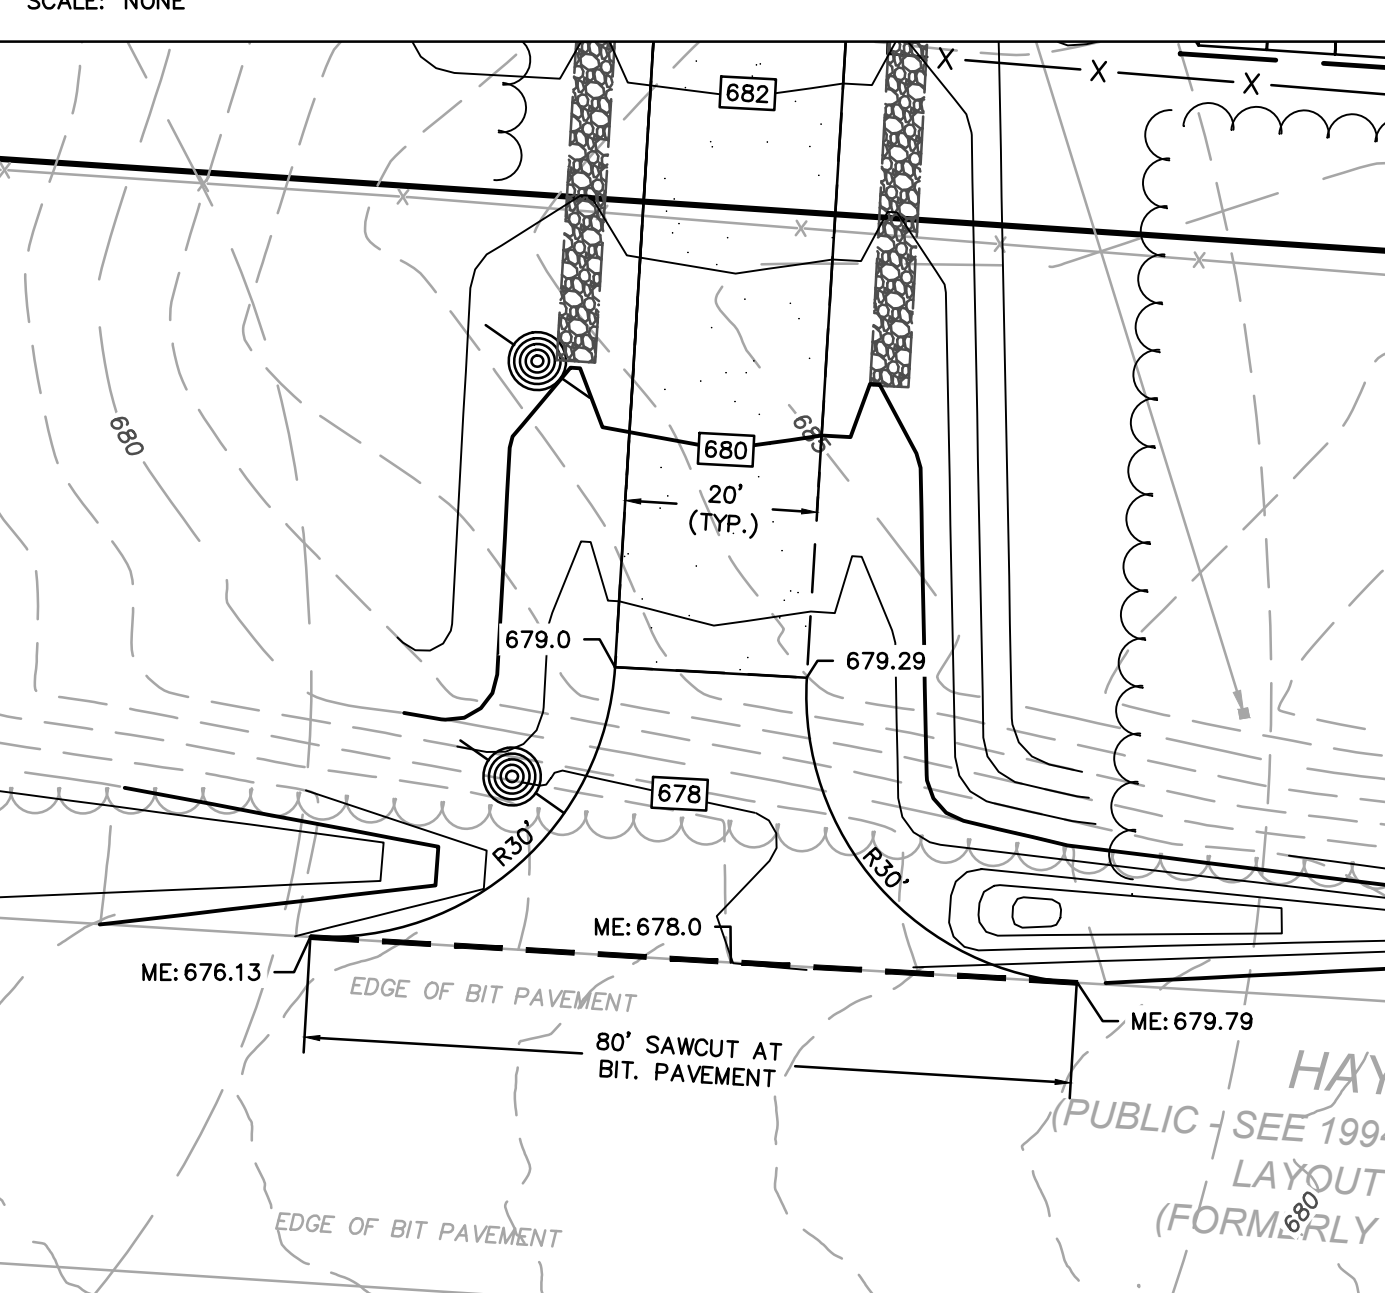 SCALE: NONE
X X X
682
680
685
680
20'
(TYP.)
679.0
679.29
678
R30'
R30'
ME: 678.0
ME: 676.13
EDGE OF BIT PAVEMENT
ME: 679.79
80' SAWCUT AT
BIT. PAVEMENT
HAY
(PUBLIC - SEE 1994
LAYOUT
(FORMERLY
680
EDGE OF BIT PAVEMENT